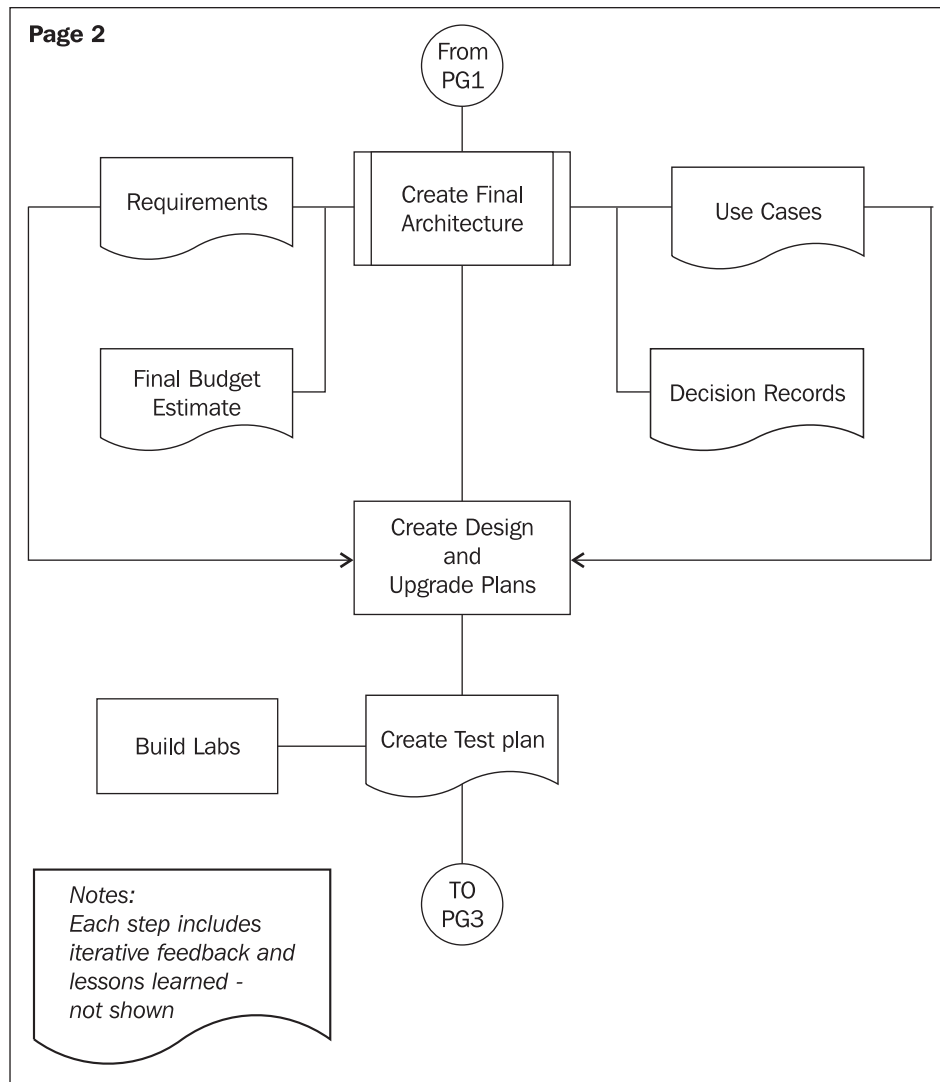 Page 2
From
PG1
Requirements
Create Final
Architecture
Use Cases
Final Budget
Estimate
Decision Records
Create Design
and
Upgrade Plans
Build Labs
Create Test plan
Notes:
Each step includes
iterative feedback and
lessons learned -
not shown
TO
PG3